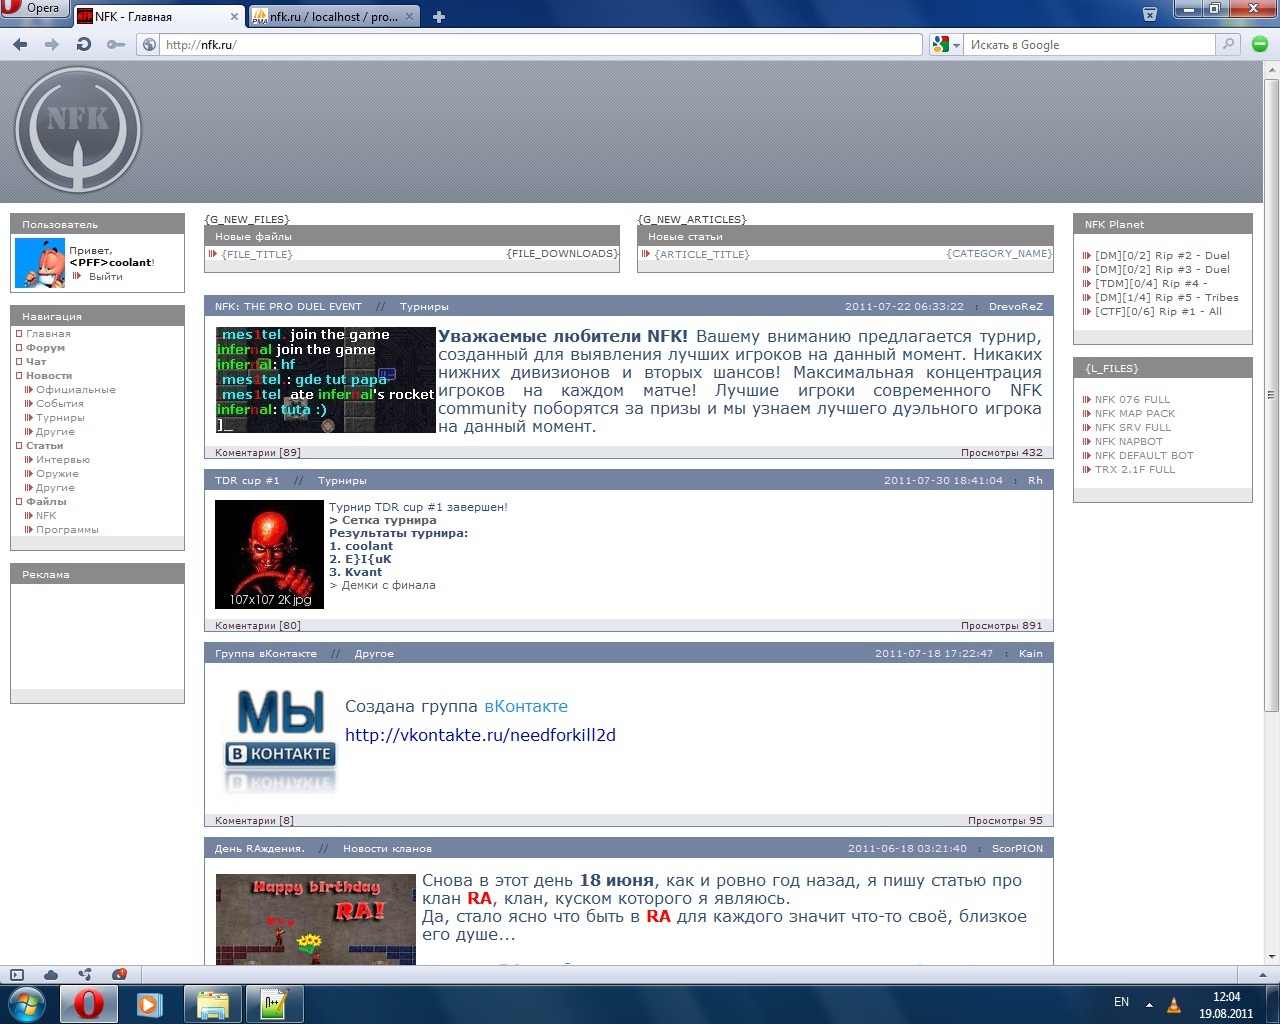 Opera
NFK - Главная
nfk.ru / localhost / pro...
http://nfk.ru/
Искать в Google
NFK
Пользователь
Привет,
<PFF>coolant!
Выйти
Навигация
Главная
Форум
Чат
Новости
Официальные
События
Турниры
Другие
Статьи
Интервью
Оружие
Другие
Файлы
NFK
Программы
Реклама
{G_NEW_FILES}
Новые файлы
{FILE_TITLE} {FILE_DOWNLOADS}
{G_NEW_ARTICLES}
Новые статьи
{ARTICLE_TITLE} {CATEGORY_NAME}
NFK: THE PRO DUEL EVENT // Турниры 2011-07-22 06:33:22 : DrevoReZ
.mes1tel. join the game
infernal join the game
infernal: hf
.mes1tel.: gde tut papa
.mes1tel. ate infernal's rocket
infernal: tuta :)
]_
Уважаемые любители NFK! Вашему вниманию предлагается турнир,
созданный для выявления лучших игроков на данный момент. Никаких
нижних дивизионов и вторых шансов! Максимальная концентрация
игроков на каждом матче! Лучшие игроки современного NFK
community поборятся за призы и мы узнаем лучшего дуэльного игрока
на данный момент.
Коментарии [89] Просмотры 432
TDR cup #1 // Турниры 2011-07-30 18:41:04 : Rh
107x107 2K jpg
Турнир TDR cup #1 завершен!
> Сетка турнира
Результаты турнира:
1. coolant
2. E}I{uK
3. Kvant
> Демки с финала
Коментарии [80] Просмотры 891
Группа вКонтакте // Другое 2011-07-18 17:22:47 : Kain
МЫ
В КОНТАКТЕ
Создана группа вКонтакте
http://vkontakte.ru/needforkill2d
Коментарии [8] Просмотры 95
День RAждения. // Новости кланов 2011-06-18 03:21:40 : ScorPION
Happy birthday
RA!
Снова в этот день 18 июня, как и ровно год назад, я пишу статью про
клан RA, клан, куском которого я являюсь.
Да, стало ясно что быть в RA для каждого значит что-то своё, близкое
его душе...
NFK Planet
[DM][0/2] Rip #2 - Duel
[DM][0/2] Rip #3 - Duel
[TDM][0/4] Rip #4 -
[DM][1/4] Rip #5 - Tribes
[CTF][0/6] Rip #1 - All
{L_FILES}
NFK 076 FULL
NFK MAP PACK
NFK SRV FULL
NFK NAPBOT
NFK DEFAULT BOT
TRX 2.1F FULL
EN
12:04
19.08.2011